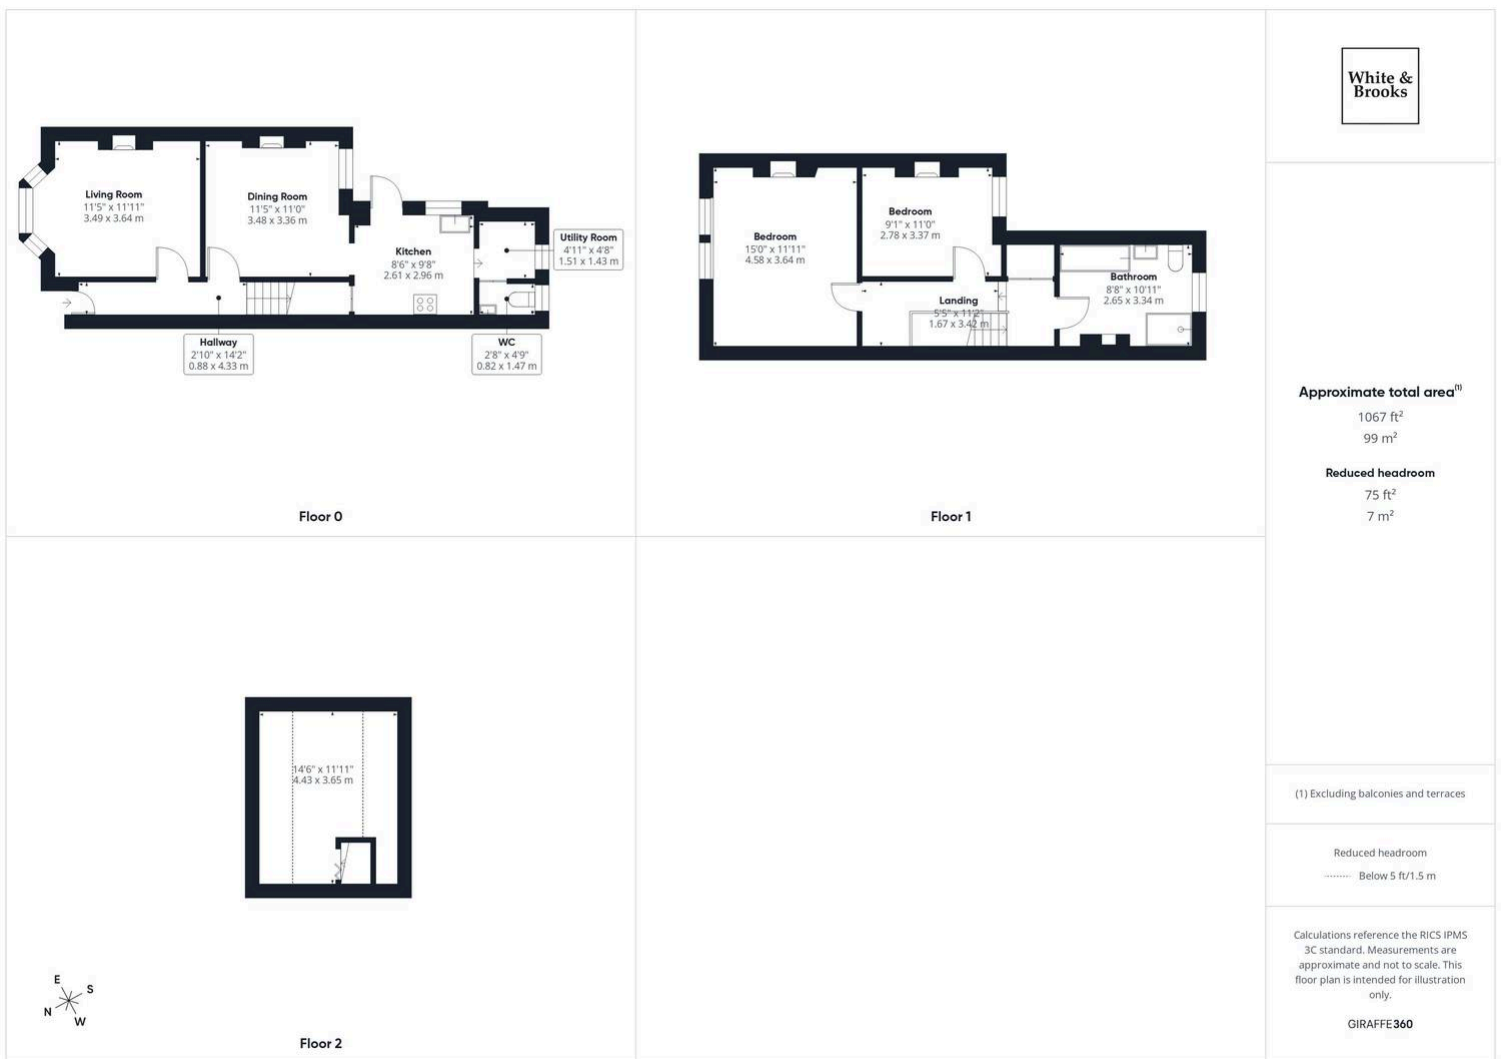 Living Room
11'5" x 11'11"
3.49 x 3.64 m
Dining Room
11'5" x 11'0"
3.48 x 3.36 m
Kitchen
8'6" x 9'8"
2.61 x 2.96 m
Utility Room
4'11" x 4'8"
1.51 x 1.43 m
Hallway
2'10" x 14'2"
0.88 x 4.33 m
WC
2'8" x 4'9"
0.82 x 1.47 m
Floor 0
Bedroom
15'0" x 11'11"
4.58 x 3.64 m
Bedroom
9'1" x 11'0"
2.78 x 3.37 m
Landing
5'5" x 11'2"
1.67 x 3.42 m
Bathroom
8'8" x 10'11"
2.65 x 3.34 m
Floor 1
14'6" x 11'11"
4.43 x 3.65 m
E
S
N
W
Floor 2
White &
Brooks
Approximate total area(1)
1067 ft²
99 m²
Reduced headroom
75 ft²
7 m²
(1) Excluding balconies and terraces
Reduced headroom
Below 5 ft/1.5 m
Calculations reference the RICS IPMS
3C standard. Measurements are
approximate and not to scale. This
floor plan is intended for illustration
only.
GIRAFFE360